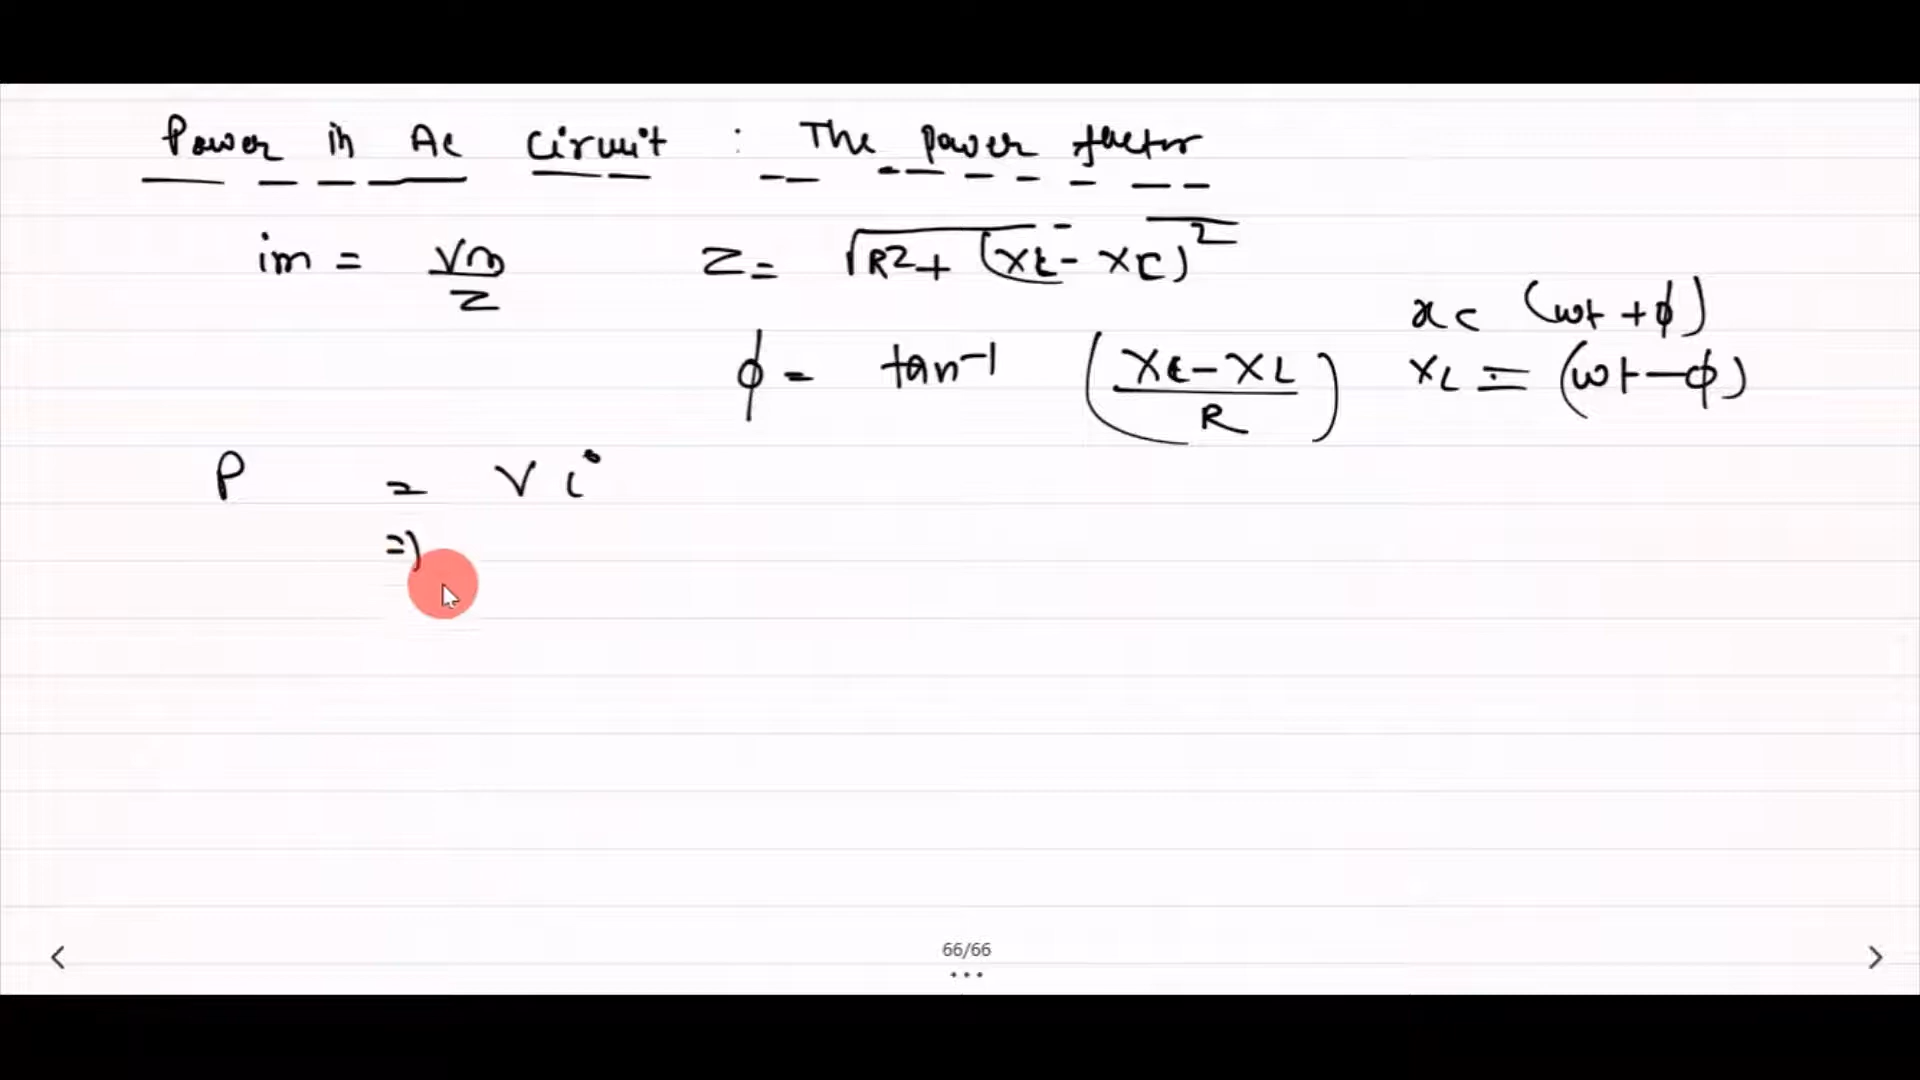 Power in Ac circuit : The power factor
im = Vm/Z    Z = √R² + (XL - XC)²
xc (ωt + ϕ)
ϕ = tan⁻¹ (XC - XL / R)    XL = (ωt - ϕ)
P = V i
=>
66/66